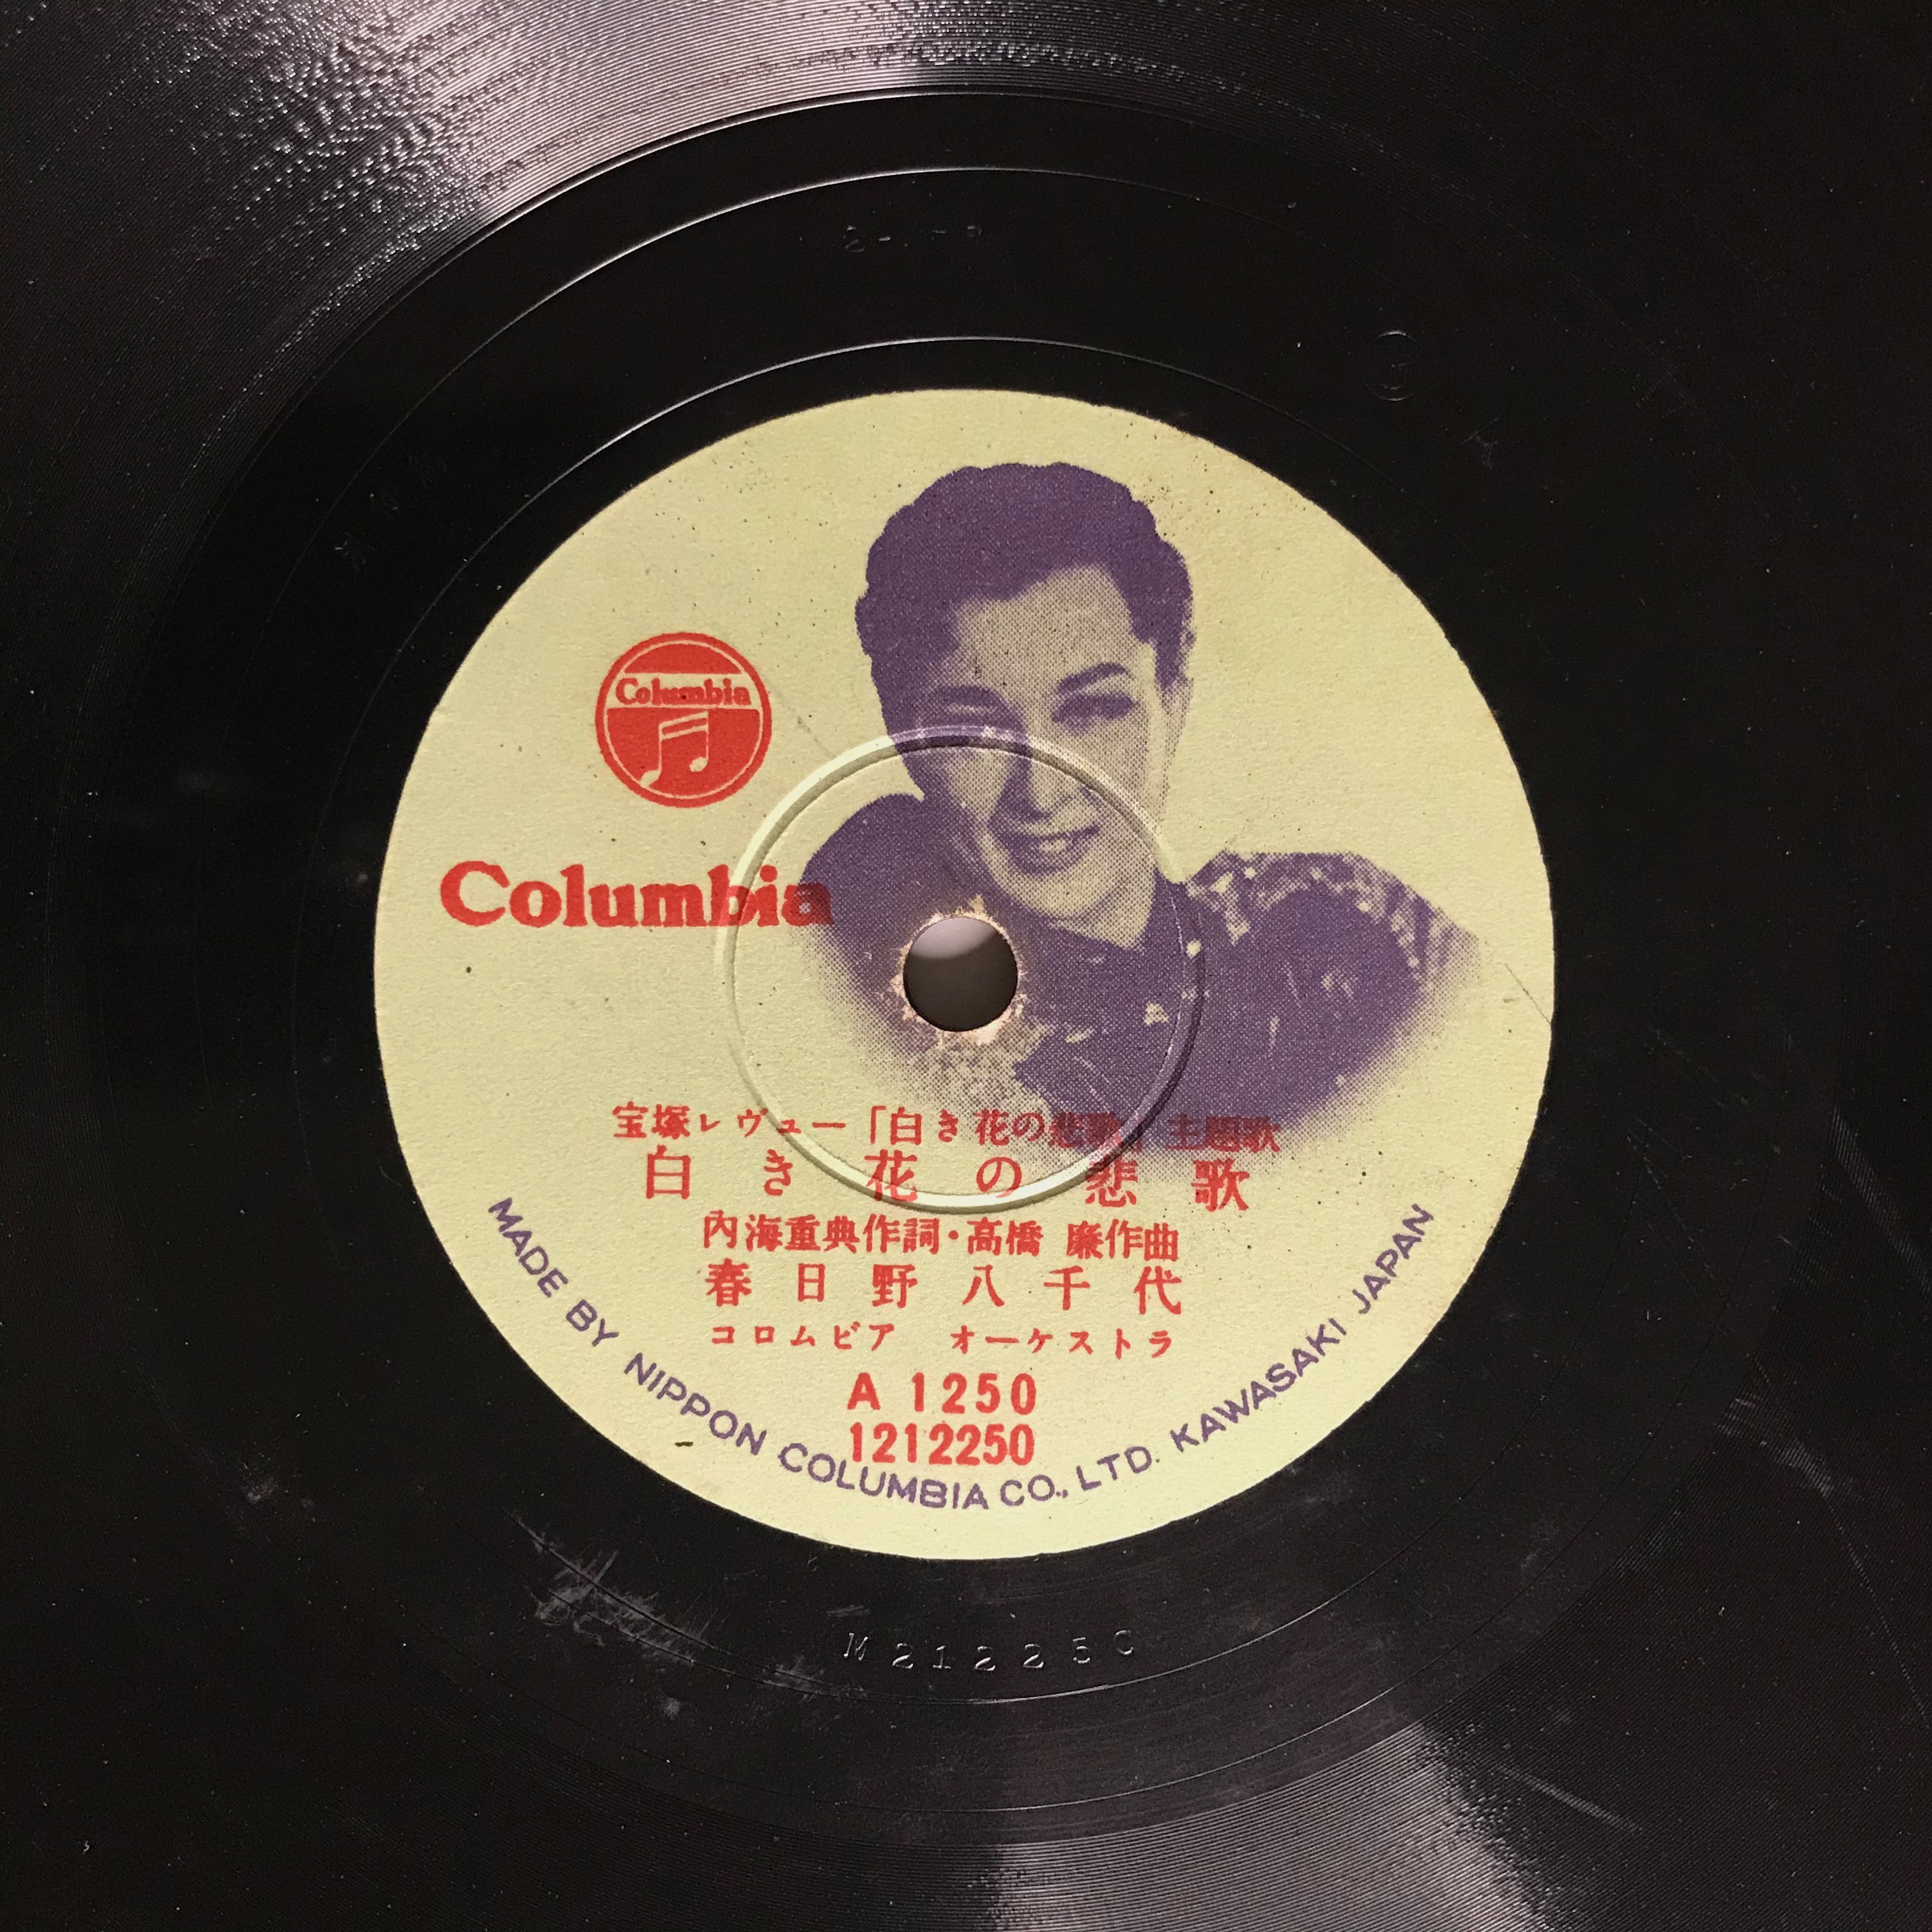 Columbia
Columbia
宝塚レヴュー「白き花の悲歌」主題歌
白き花の悲歌
内海重典作詞・高橋 廉作曲
春日野八千代
コロムビア オーケストラ
A 1250
1212250
MADE BY NIPPON COLUMBIA CO., LTD. KAWASAKI JAPAN
M212250